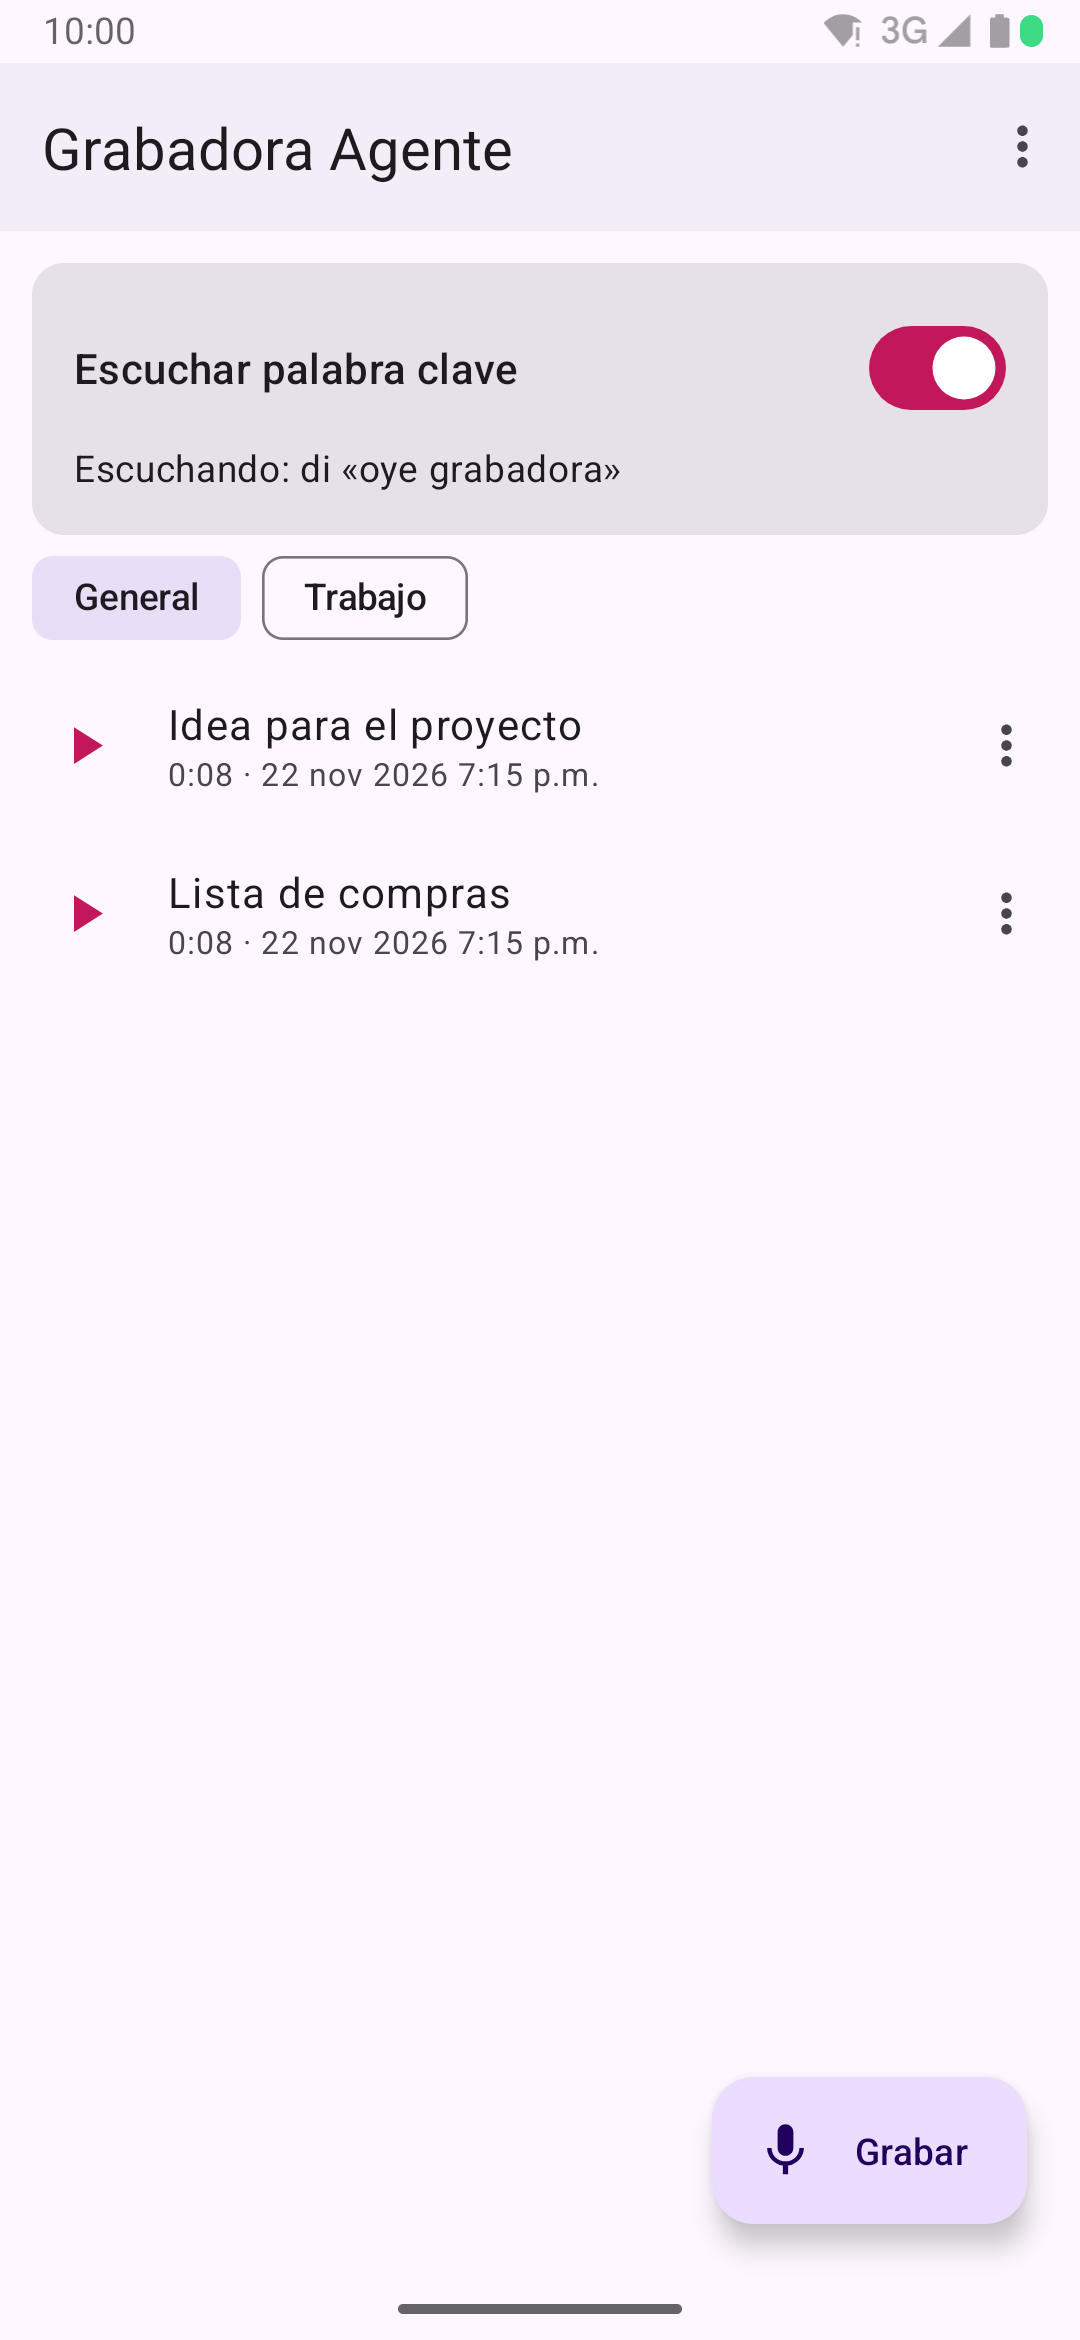 10:00
3G
Grabadora Agente
Escuchar palabra clave
Escuchando: di «oye grabadora»
General
Trabajo
Idea para el proyecto
0:08 · 22 nov 2026 7:15 p.m.
Lista de compras
0:08 · 22 nov 2026 7:15 p.m.
Grabar